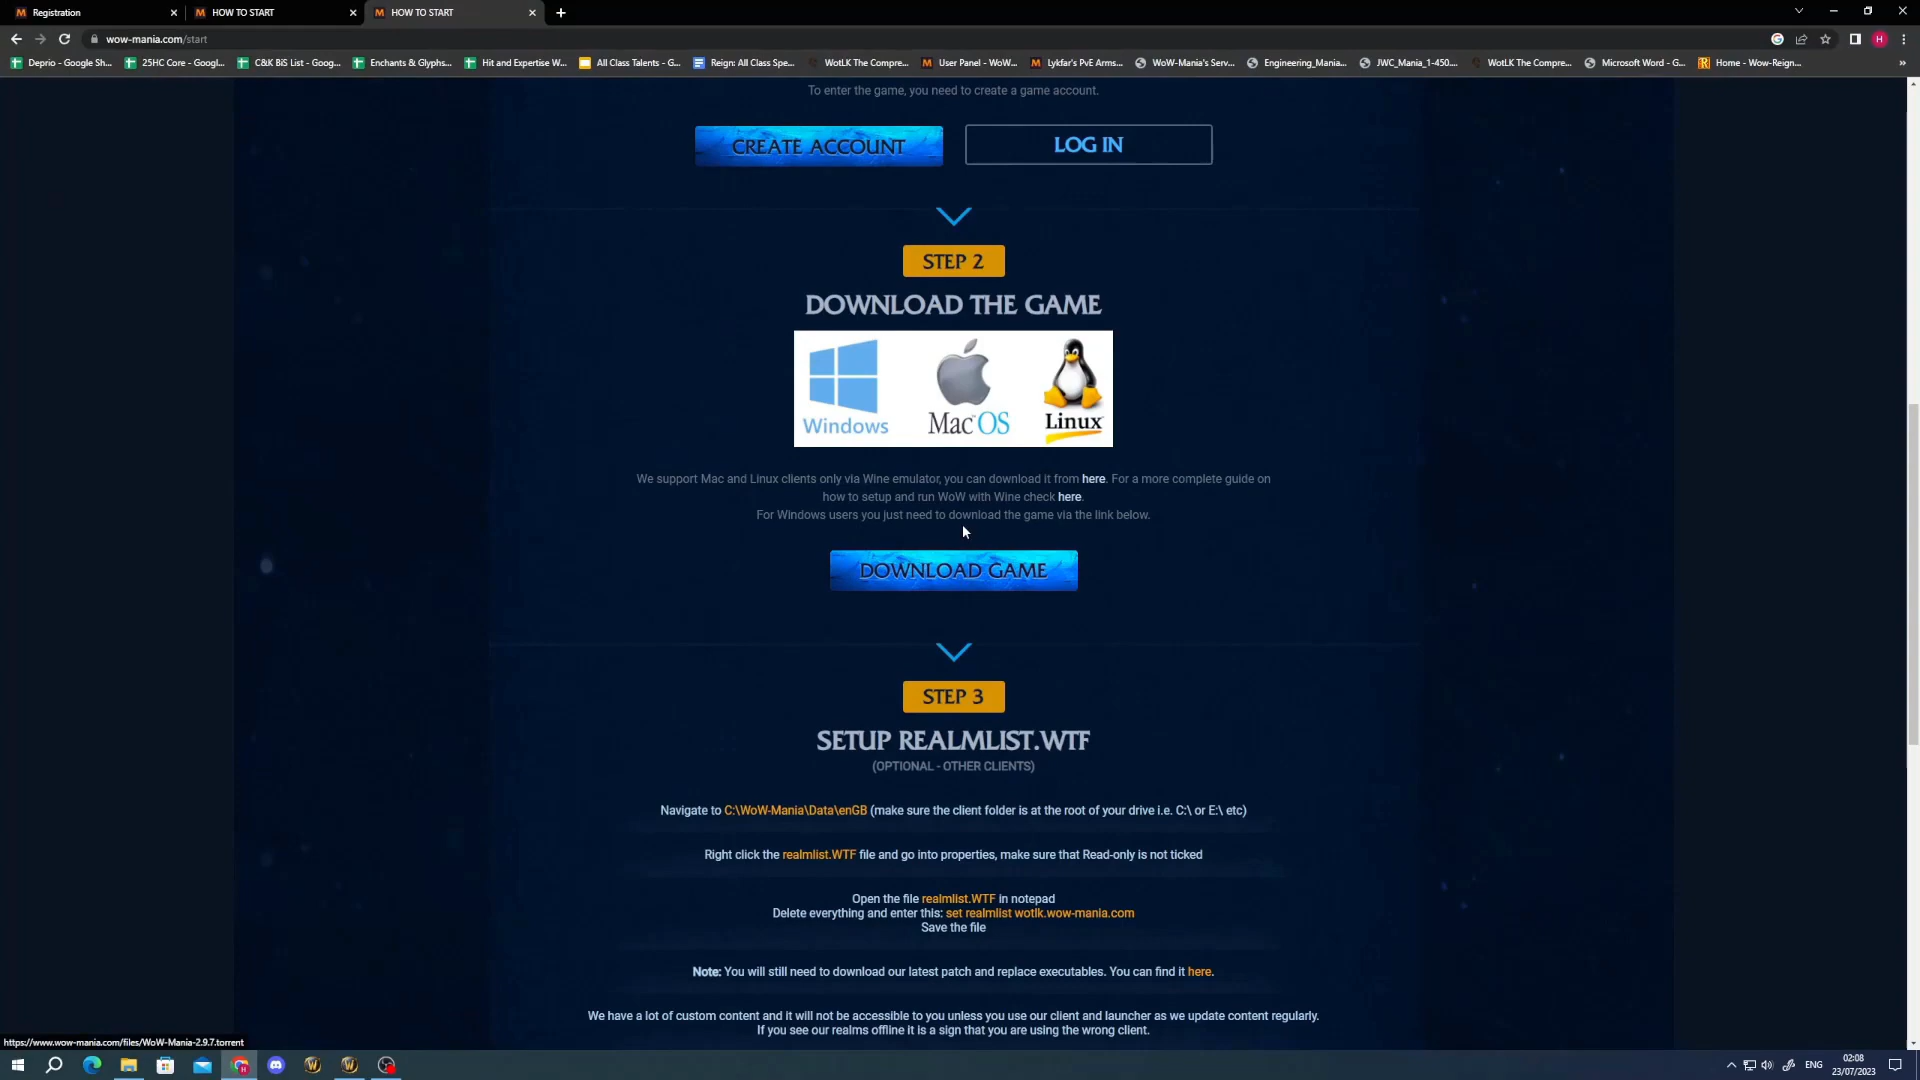 Registration
HOW TO START
HOW TO START
wow-mania.com/start
H
Deprio - Google Sh...
25HC Core - Googl...
C&K BiS List - Goog...
Enchants & Glyphs...
Hit and Expertise W...
All Class Talents - G...
Reign: All Class Spe...
WotLK The Compre...
User Panel - WoW...
Lykfar's PvE Arms...
WoW-Mania's Serv...
Engineering_Mania...
JWC_Mania_1-450...
WotLK The Compre...
Microsoft Word - G...
Home - Wow-Reign...
To enter the game, you need to create a game account.
CREATE ACCOUNT
LOG IN
STEP 2
DOWNLOAD THE GAME
Windows
Mac OS
Linux
We support Mac and Linux clients only via Wine emulator, you can download it from here. For a more complete guide on
how to setup and run WoW with Wine check here.
For Windows users you just need to download the game via the link below.
DOWNLOAD GAME
STEP 3
SETUP REALMLIST.WTF
(OPTIONAL - OTHER CLIENTS)
Navigate to C:\WoW-Mania\Data\enGB (make sure the client folder is at the root of your drive i.e. C:\ or E:\ etc)
Right click the realmlist.WTF file and go into properties, make sure that Read-only is not ticked
Open the file realmlist.WTF in notepad
Delete everything and enter this: set realmlist wotlk.wow-mania.com
Save the file
Note: You will still need to download our latest patch and replace executables. You can find it here.
We have a lot of custom content and it will not be accessible to you unless you use our client and launcher as we update content regularly.
If you see our realms offline it is a sign that you are using the wrong client.
https://www.wow-mania.com/files/WoW-Mania-2.9.7.torrent
ENG
02:08
23/07/2023